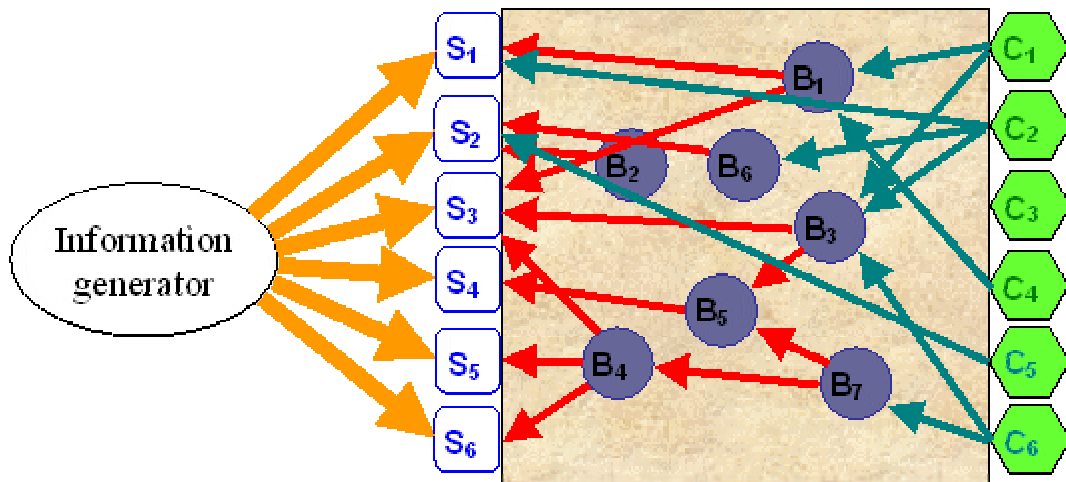 Information
generator
S1
S2
S3
S4
S5
S6
B1
B2
B6
B3
B5
B4
B7
C1
C2
C3
C4
C5
C6